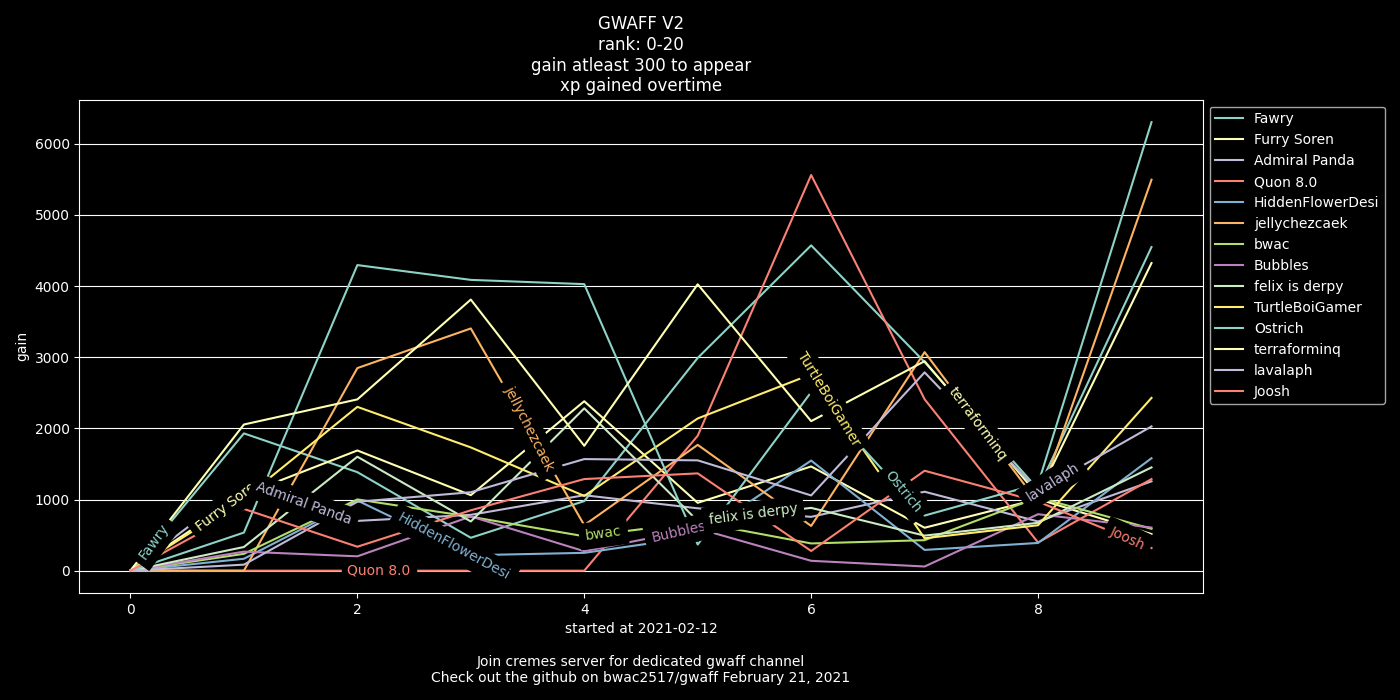 GWAFF V2
rank: 0-20
gain atleast 300 to appear
xp gained overtime
gain
6000
5000
4000
3000
2000
1000
0
0
2
4
6
8
started at 2021-02-12
Fawry
Furry Soren
Admiral Panda
Quon 8.0
HiddenFlowerDesi
jellychezcaek
bwac
Bubbles
felix is derpy
TurtleBoiGamer
Ostrich
terraforminq
lavalaph
Joosh
Fawry
Furry Soren
Admiral Panda
Quon 8.0
HiddenFlowerDesi
jellychezcaek
bwac
Bubbles
felix is derpy
TurtleBoiGamer
Ostrich
terraforminq
lavalaph
Joosh
Join cremes server for dedicated gwaff channel
Check out the github on bwac2517/gwaff February 21, 2021